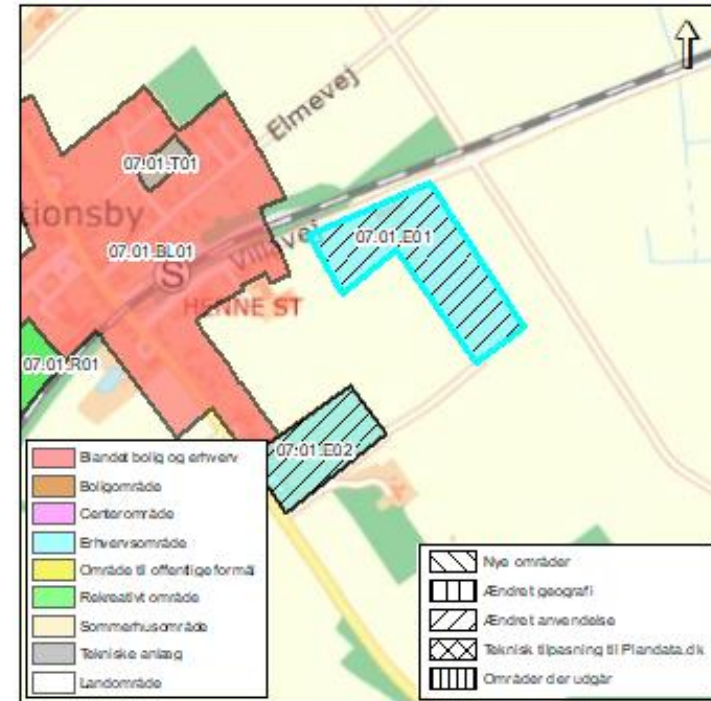 Elmevej
07.01.T01
tionsby
07.01.E01
07.01.BL01
Villavej
S
HENNE ST
07.01.R01
07.01.E02
Blandet bolig og erhverv
Boligområde
Centerområde
Erhvervsområde
Område til offentlige formål
Rekreativt område
Sommerhusområde
Tekniske anlæg
Landområde
Nye områder
Ændret geografi
Ændret anvendelse
Teknisk tilpasning til Plandata.dk
Områder der udgår